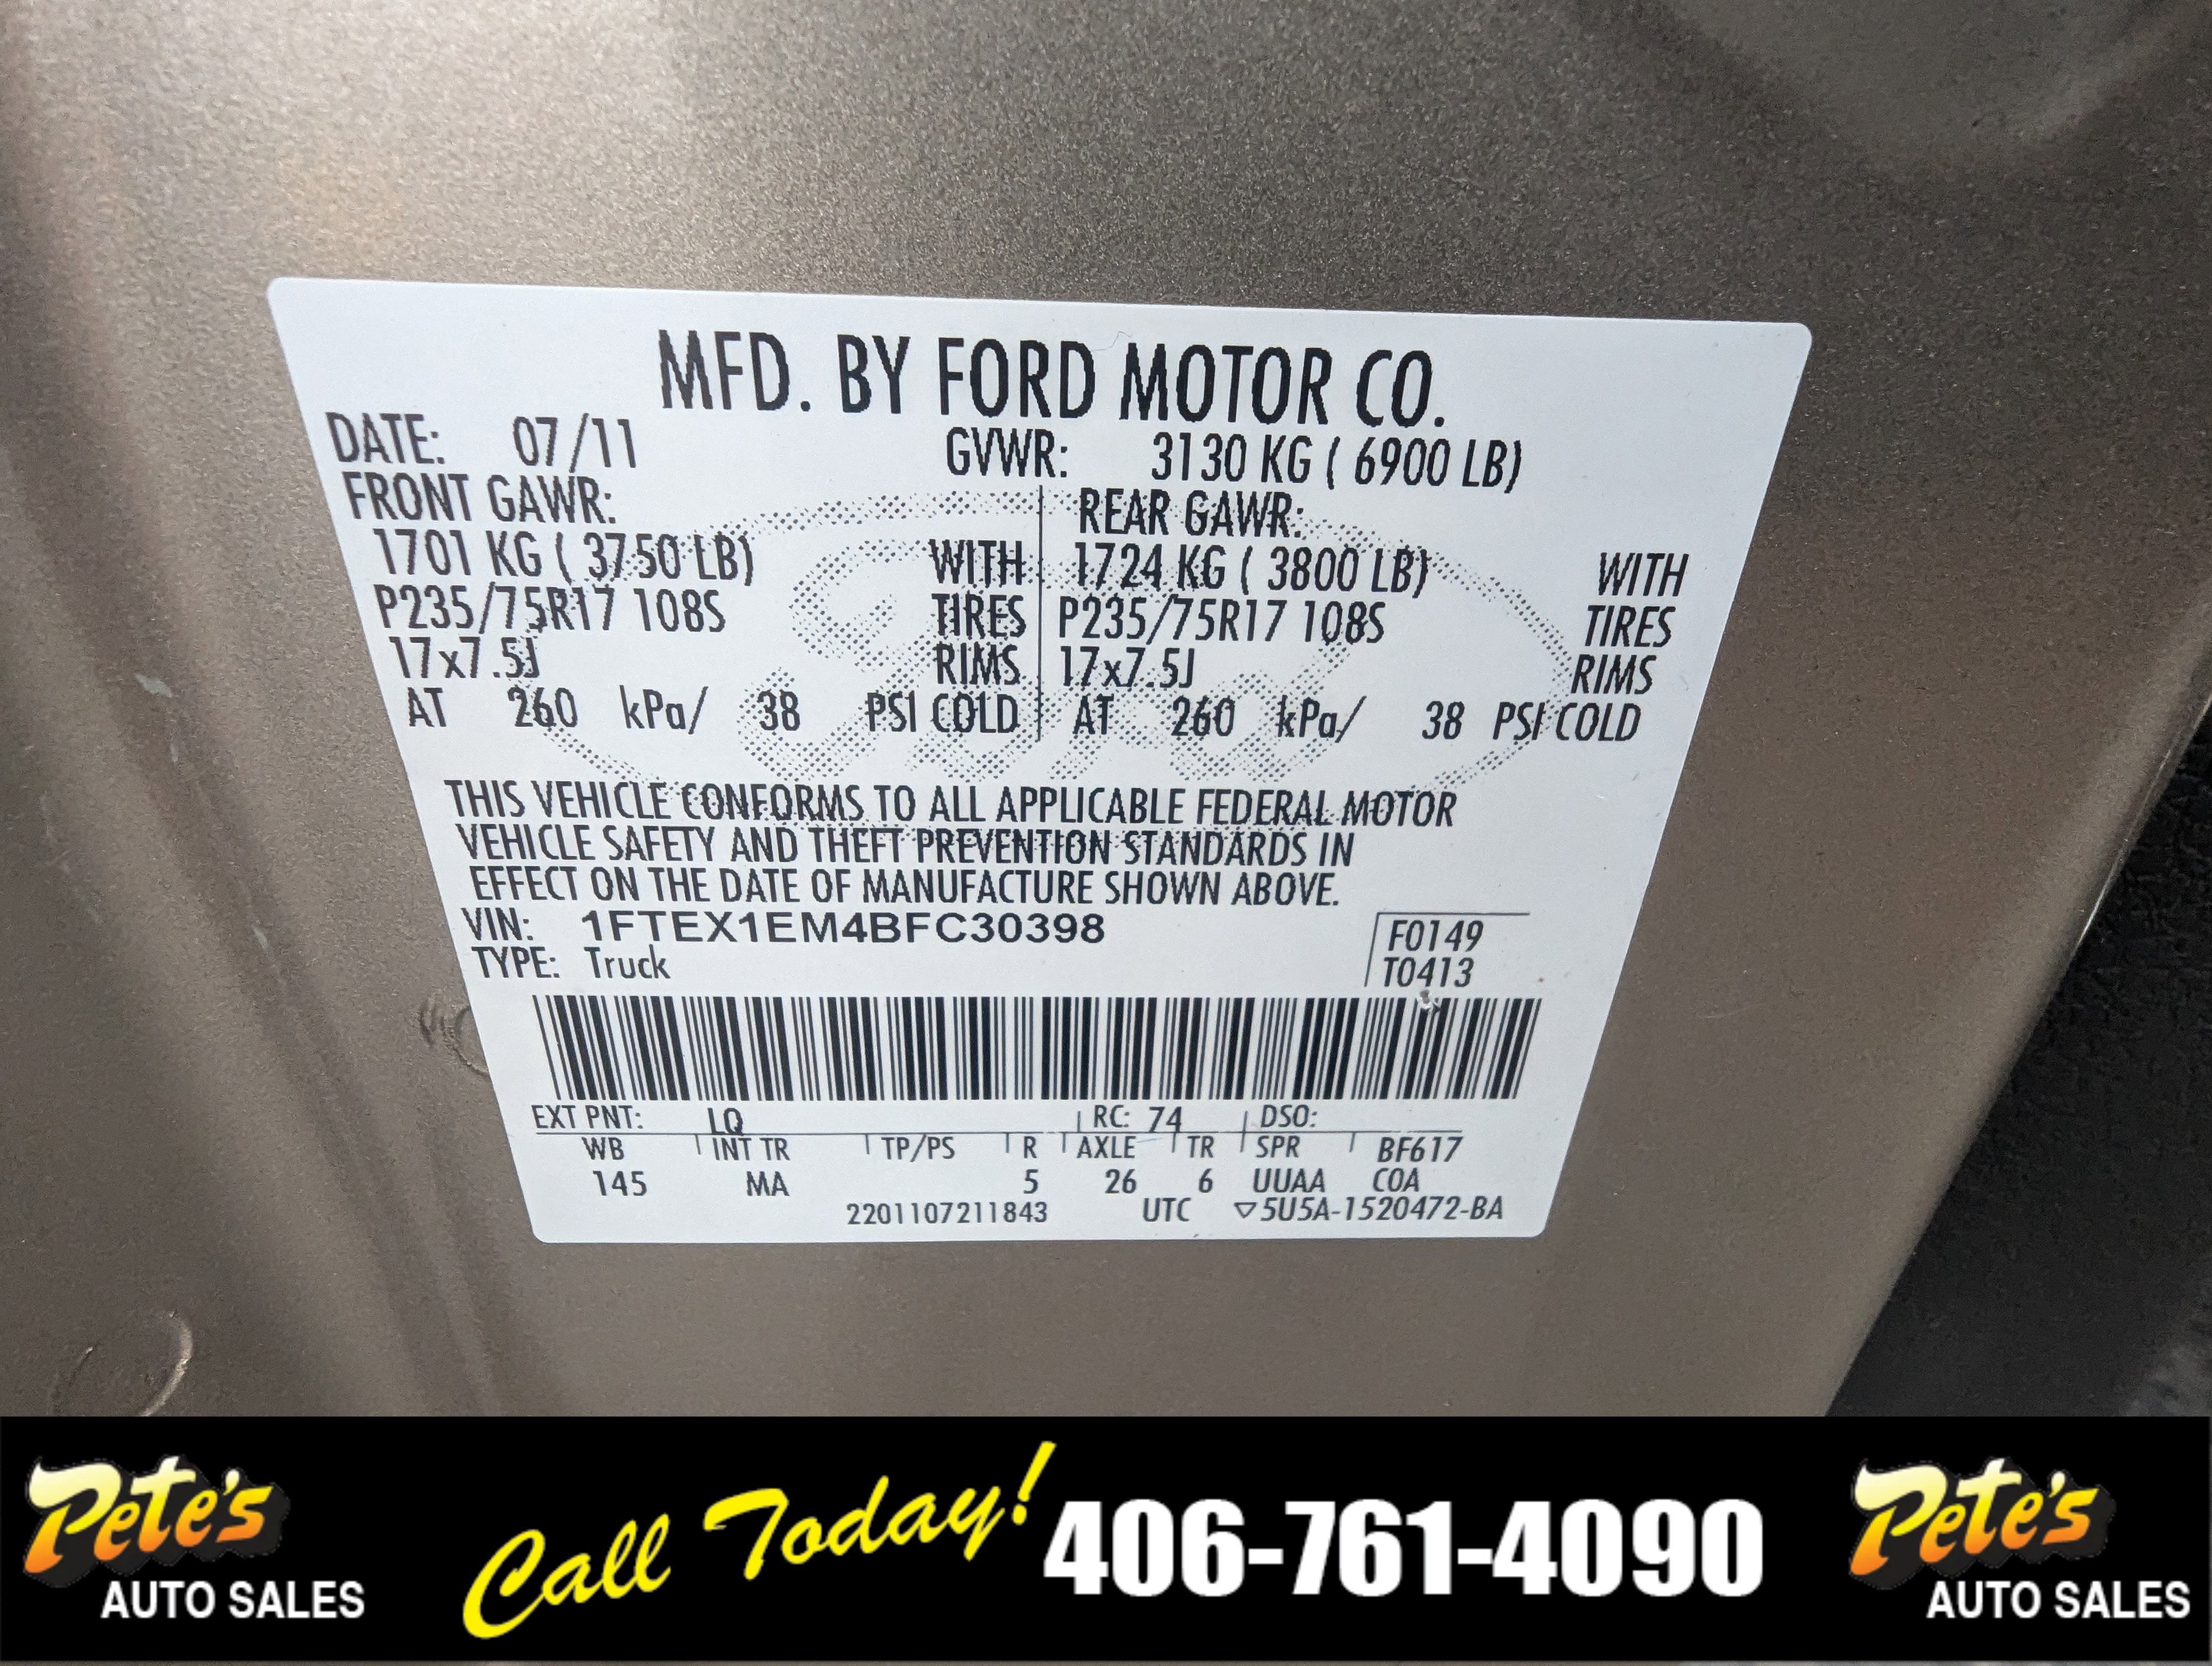 MFD. BY FORD MOTOR CO.
DATE: 07/11 GVWR: 3130 KG ( 6900 LB)
FRONT GAWR: REAR GAWR:
1701 KG ( 3750 LB) WITH 1724 KG ( 3800 LB) WITH
P235/75R17 108S TIRES P235/75R17 108S TIRES
17x7.5J RIMS 17x7.5J RIMS
AT 260 kPa/ 38 PSI COLD AT 260 kPa/ 38 PSI COLD
THIS VEHICLE CONFORMS TO ALL APPLICABLE FEDERAL MOTOR
VEHICLE SAFETY AND THEFT PREVENTION STANDARDS IN
EFFECT ON THE DATE OF MANUFACTURE SHOWN ABOVE.
VIN: 1FTEX1EM4BFC30398 F0149
TYPE: Truck T0413
EXT PNT: LQ RC: 74 DSO:
WB INT TR TP/PS R AXLE TR SPR BF617
145 MA 5 26 6 UUAA COA
2201107211843 UTC ▽5U5A-1520472-BA
Pete's
AUTO SALES
Call Today!
406-761-4090
Pete's
AUTO SALES